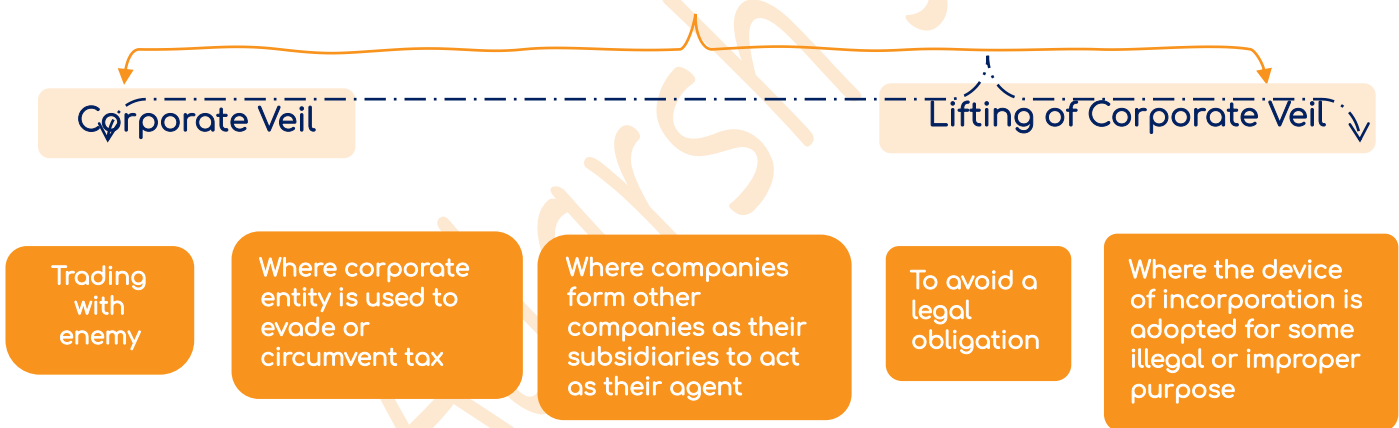 Corporate Veil
Lifting of Corporate Veil
Trading
with
enemy
Where corporate
entity is used to
evade or
circumvent tax
Where companies
form other
companies as their
subsidiaries to act
as their agent
To avoid a
legal
obligation
Where the device
of incorporation is
adopted for some
illegal or improper
purpose